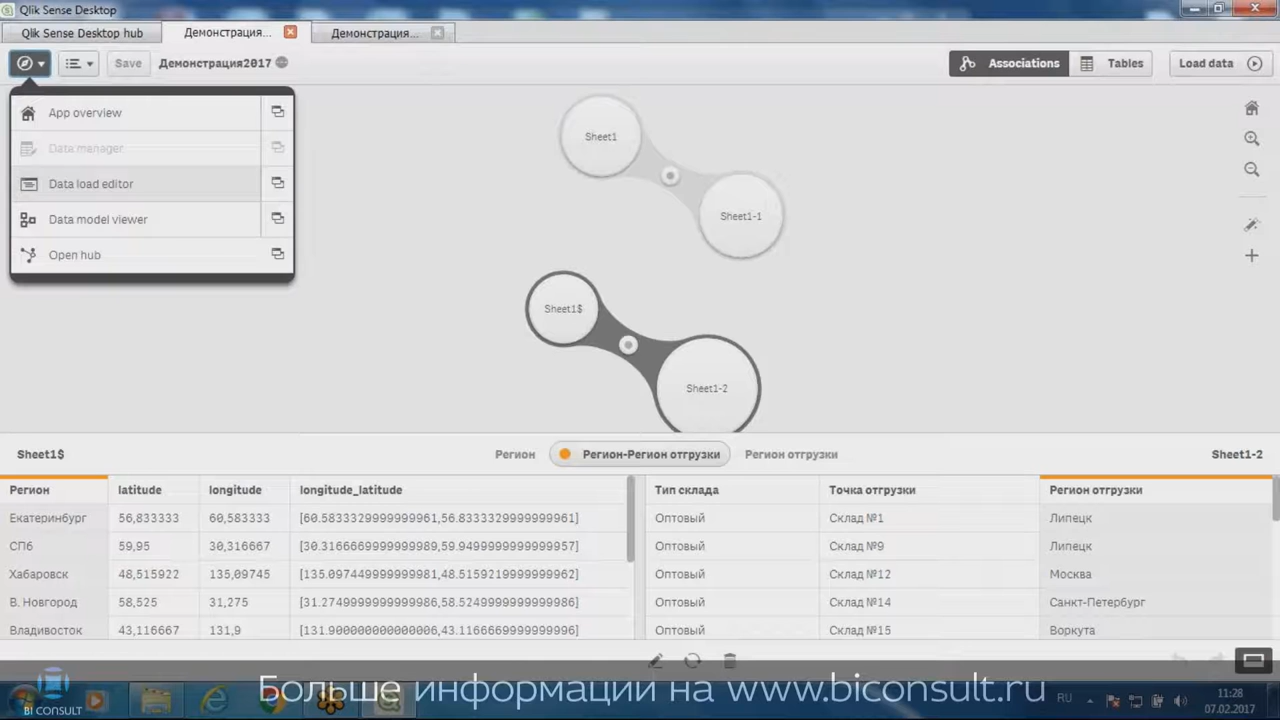 Qlik Sense Desktop
Qlik Sense Desktop hub
Демонстрация...
Демонстрация...
Save
Демонстрация2017
Associations
Tables
Load data
App overview
Data manager
Data load editor
Data model viewer
Open hub
Sheet1
Sheet1-1
Sheet1$
Sheet1-2
Sheet1$
Регион
Регион-Регион отгрузки
Регион отгрузки
Sheet1-2
Регион latitude longitude longitude_latitude Тип склада Точка отгрузки Регион отгрузки
Екатеринбург 56,833333 60,583333 [60.5833329999999961,56.8333329999999961] Оптовый Склад №1 Липецк
СПб 59,95 30,316667 [30.3166669999999989,59.9499999999999957] Оптовый Склад №9 Липецк
Хабаровск 48,515922 135,09745 [135.097449999999981,48.5159219999999962] Оптовый Склад №12 Москва
В. Новгород 58,525 31,275 [31.2749999999999986,58.5249999999999986] Оптовый Склад №14 Санкт-Петербург
Владивосток 43,116667 131,9 [131.900000000000006,43.1166669999999996] Оптовый Склад №15 Воркута
Больше информации на www.biconsult.ru
BI CONSULT
RU
11:28
07.02.2017